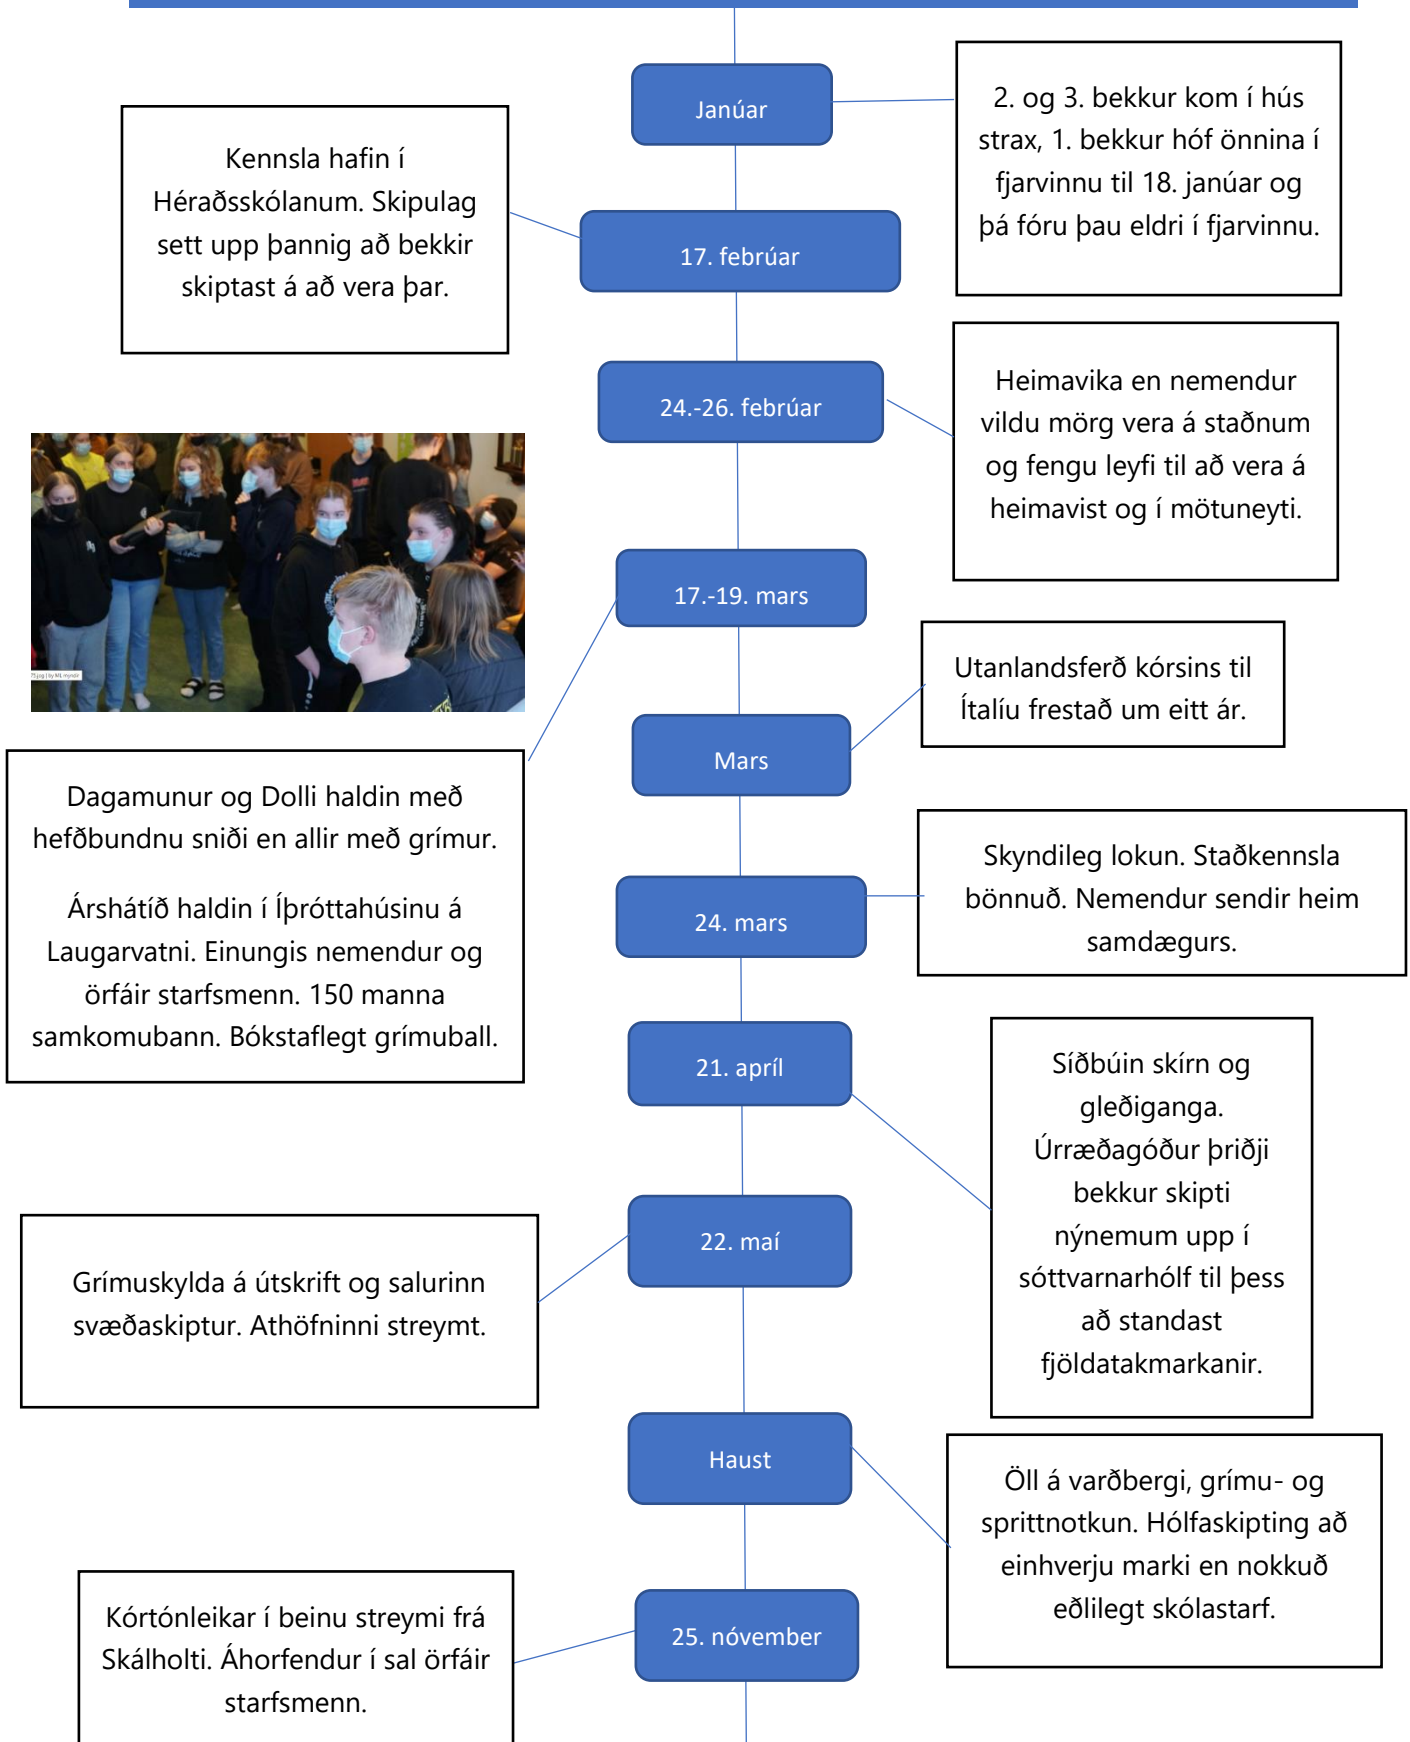 Janúar
2. og 3. bekkur kom í hús
strax, 1. bekkur hóf önnina í
fjarvinnu til 18. janúar og
þá fóru þau eldri í fjarvinnu.
Kennsla hafin í
Héraðsskólanum. Skipulag
sett upp þannig að bekkir
skiptast á að vera þar.
17. febrúar
24.-26. febrúar
Heimavika en nemendur
vildu mörg vera á staðnum
og fengu leyfi til að vera á
heimavist og í mötuneyti.
17.-19. mars
Dagamunur og Dolli haldin með
hefðbundnu sniði en allir með grímur.
Árshátíð haldin í Íþróttahúsinu á
Laugarvatni. Einungis nemendur og
örfáir starfsmenn. 150 manna
samkomubann. Bókstaflegt grímuball.
Mars
Utanlandsferð kórsins til
Ítalíu frestað um eitt ár.
24. mars
Skyndileg lokun. Staðkennsla
bönnuð. Nemendur sendir heim
samdægurs.
21. apríl
Síðbúin skírn og
gleðiganga.
Úrræðagóður þriðji
bekkur skipti
nýnemum upp í
sóttvarnarhólf til þess
að standast
fjöldatakmarkanir.
22. maí
Grímuskylda á útskrift og salurinn
svæðaskiptur. Athöfninni streymt.
Haust
Öll á varðbergi, grímu- og
sprittnotkun. Hólfaskipting að
einhverju marki en nokkuð
eðlilegt skólastarf.
25. nóvember
Kórtónleikar í beinu streymi frá
Skálholti. Áhorfendur í sal örfáir
starfsmenn.